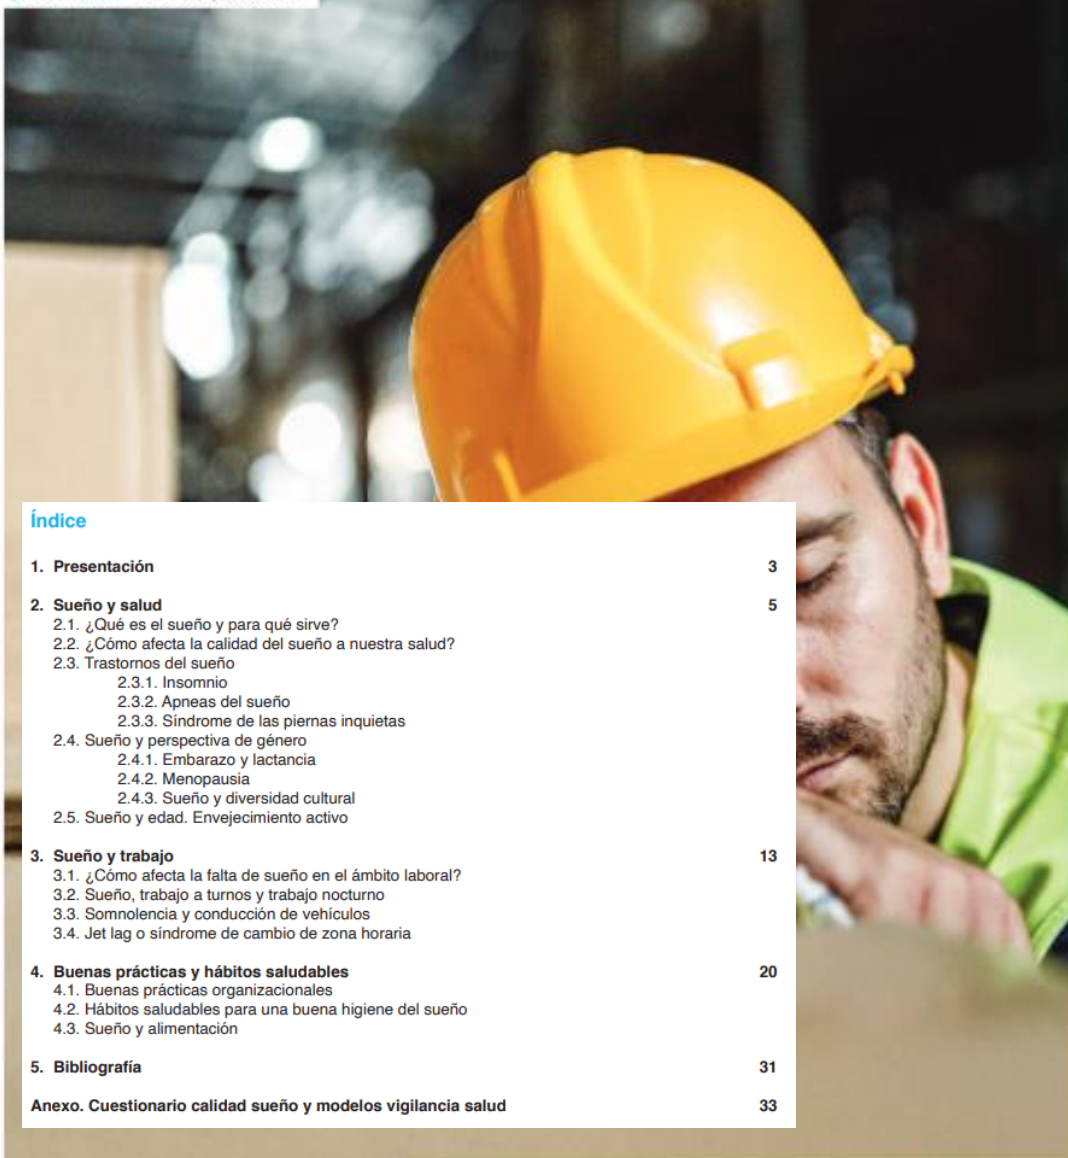 Índice
1. Presentación 3
2. Sueño y salud 5
2.1. ¿Qué es el sueño y para qué sirve?
2.2. ¿Cómo afecta la calidad del sueño a nuestra salud?
2.3. Trastornos del sueño
2.3.1. Insomnio
2.3.2. Apneas del sueño
2.3.3. Síndrome de las piernas inquietas
2.4. Sueño y perspectiva de género
2.4.1. Embarazo y lactancia
2.4.2. Menopausia
2.4.3. Sueño y diversidad cultural
2.5. Sueño y edad. Envejecimiento activo
3. Sueño y trabajo 13
3.1. ¿Cómo afecta la falta de sueño en el ámbito laboral?
3.2. Sueño, trabajo a turnos y trabajo nocturno
3.3. Somnolencia y conducción de vehículos
3.4. Jet lag o síndrome de cambio de zona horaria
4. Buenas prácticas y hábitos saludables 20
4.1. Buenas prácticas organizacionales
4.2. Hábitos saludables para una buena higiene del sueño
4.3. Sueño y alimentación
5. Bibliografía 31
Anexo. Cuestionario calidad sueño y modelos vigilancia salud 33